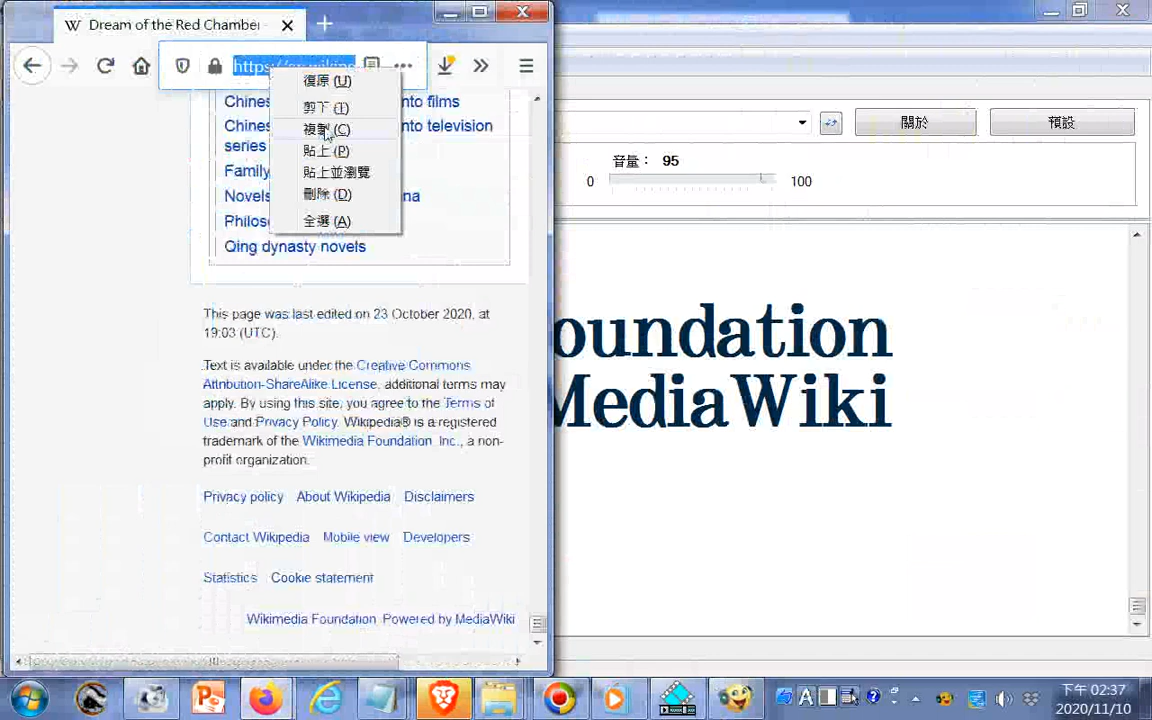 Dream of the Red Chamber
https://
復原 (U)
剪下 (T)
複製 (C)
貼上 (P)
貼上並瀏覽
刪除 (D)
全選 (A)
Chinese
nto films
Chinese
nto television
series
Family
Novels
na
Philos
Qing dynasty novels
This page was last edited on 23 October 2020, at
19:03 (UTC).
Text is available under the Creative Commons
Attribution-ShareAlike License, additional terms may
apply. By using this site, you agree to the Terms of
Use and Privacy Policy. Wikipedia® is a registered
trademark of the Wikimedia Foundation, Inc., a non-
profit organization.
Privacy policy About Wikipedia Disclaimers
Contact Wikipedia Mobile view Developers
Statistics Cookie statement
Wikimedia Foundation Powered by MediaWiki
關於
預設
音量： 95
0
100
oundation
MediaWiki
下午 02:37
2020/11/10